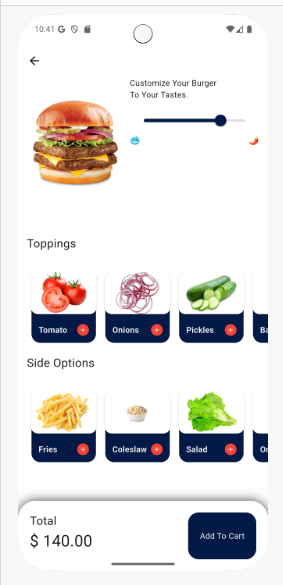 10:41 G
Customize Your Burger
To Your Tastes.
Toppings
Tomato
Onions
Pickles
Ba
Side Options
Fries
Coleslaw
Salad
Total
$ 140.00
Add To Cart